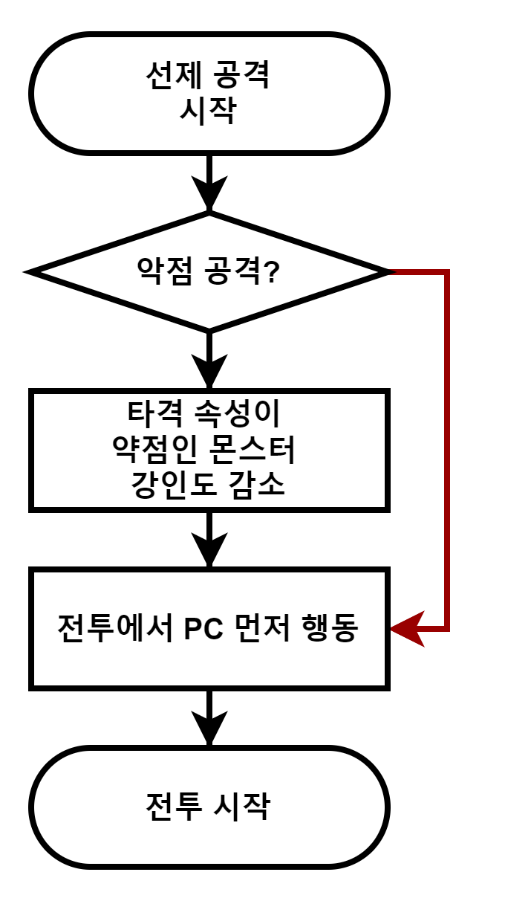 선제 공격
시작
악점 공격?
타격 속성이
약점인 몬스터
강인도 감소
전투에서 PC 먼저 행동
전투 시작